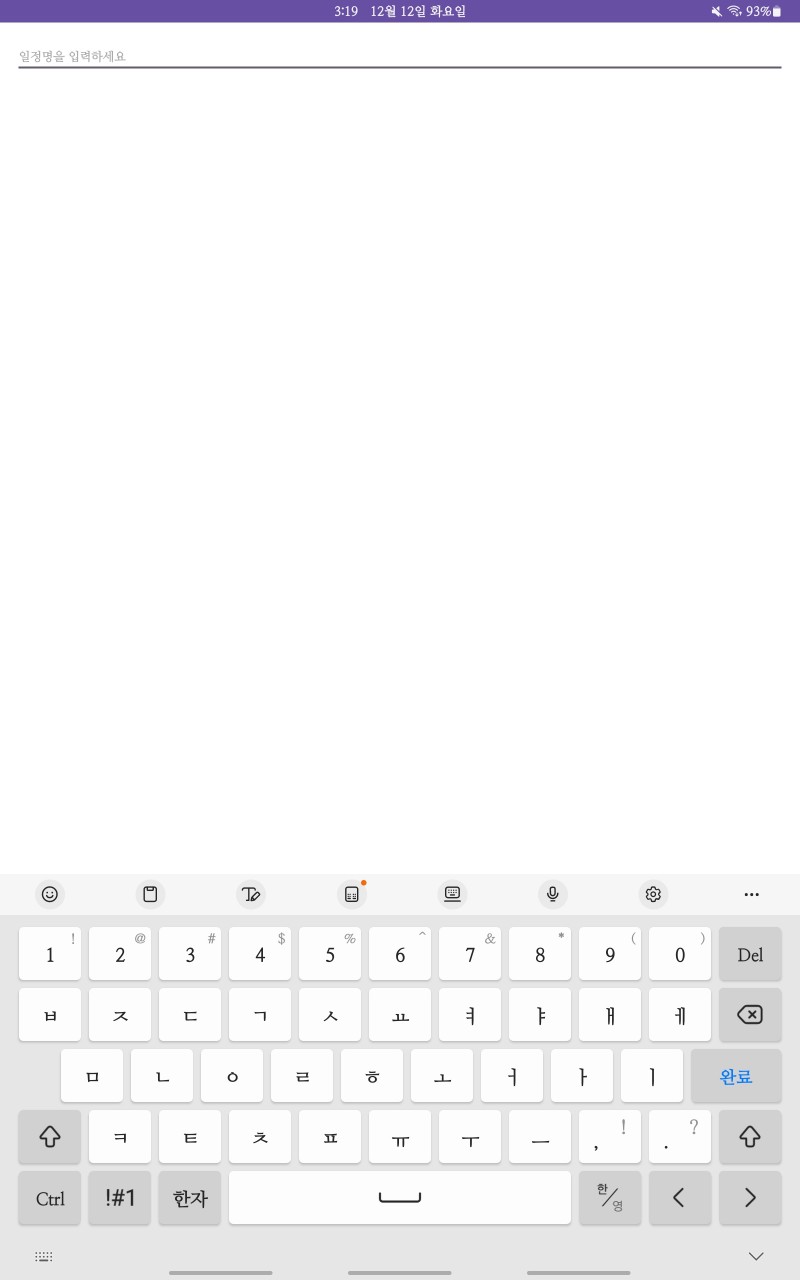 3:19 12월 12일 화요일 93%
일정명을 입력하세요
1 ! 2 @ 3 # 4 $ 5 % 6 ^ 7 & 8 * 9 ( 0 ) Del
ㅂ ㅈ ㄷ ㄱ ㅅ ㅛ ㅕ ㅑ ㅐ ㅔ
ㅁ ㄴ ㅇ ㄹ ㅎ ㅗ ㅓ ㅏ ㅣ 완료
ㅋ ㅌ ㅊ ㅍ ㅠ ㅜ ㅡ , ! . ?
Ctrl !#1 한자 한/영